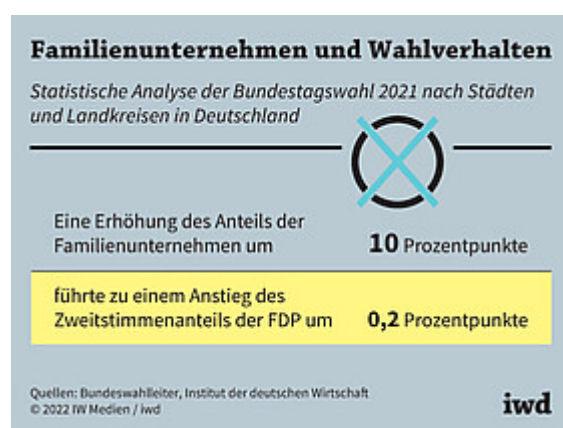 Familienunternehmen und Wahlverhalten
Statistische Analyse der Bundestagswahl 2021 nach Städten
und Landkreisen in Deutschland
Eine Erhöhung des Anteils der
Familienunternehmen um 10 Prozentpunkte
führte zu einem Anstieg des
Zweitstimmenanteils der FDP um 0,2 Prozentpunkte
Quellen: Bundeswahlleiter, Institut der deutschen Wirtschaft
© 2022 IW Medien / iwd
iwd